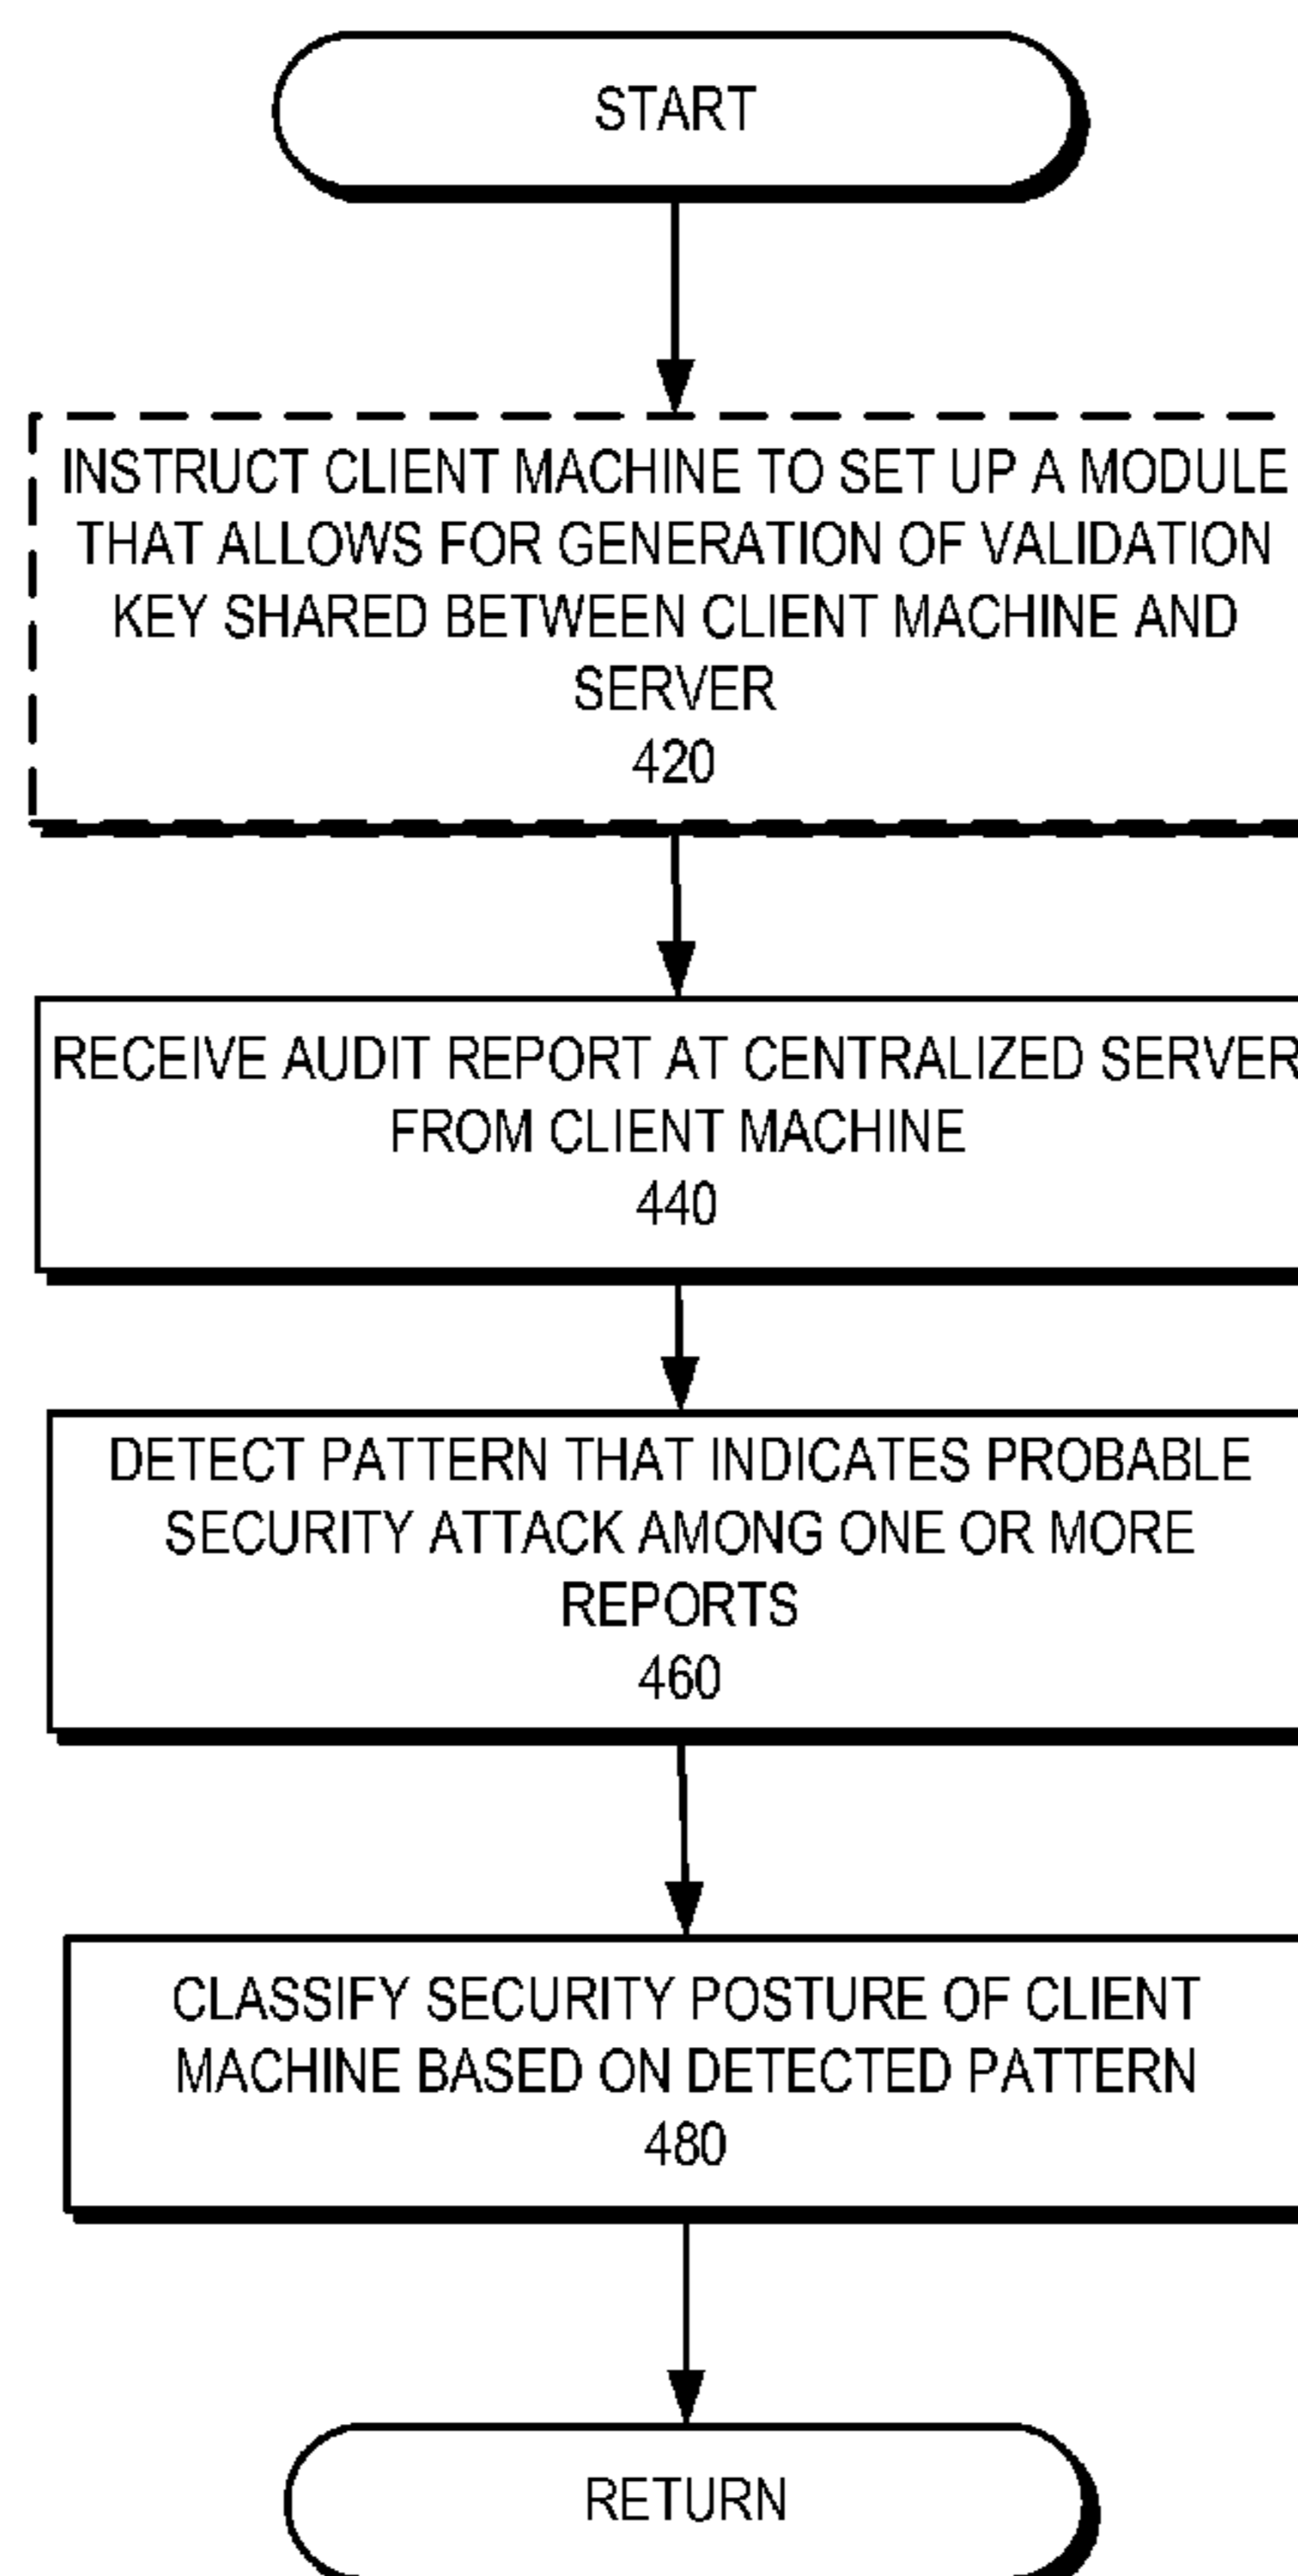 START
INSTRUCT CLIENT MACHINE TO SET UP A MODULE
THAT ALLOWS FOR GENERATION OF VALIDATION
KEY SHARED BETWEEN CLIENT MACHINE AND
SERVER
420
RECEIVE AUDIT REPORT AT CENTRALIZED SERVER
FROM CLIENT MACHINE
440
DETECT PATTERN THAT INDICATES PROBABLE
SECURITY ATTACK AMONG ONE OR MORE
REPORTS
460
CLASSIFY SECURITY POSTURE OF CLIENT
MACHINE BASED ON DETECTED PATTERN
480
RETURN